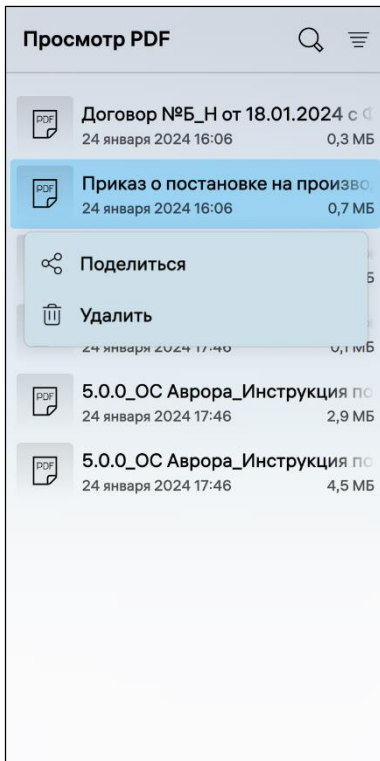 Просмотр PDF
PDF
Договор №Б_Н от 18.01.2024 с
24 января 2024 16:06 0,3 МБ
PDF
Приказ о постановке на произво
24 января 2024 16:06 0,7 МБ
Поделиться
Удалить
24 января 2024 17:46 0,1 МБ
PDF
5.0.0_ОС Аврора_Инструкция по
24 января 2024 17:46 2,9 МБ
PDF
5.0.0_ОС Аврора_Инструкция по
24 января 2024 17:46 4,5 МБ